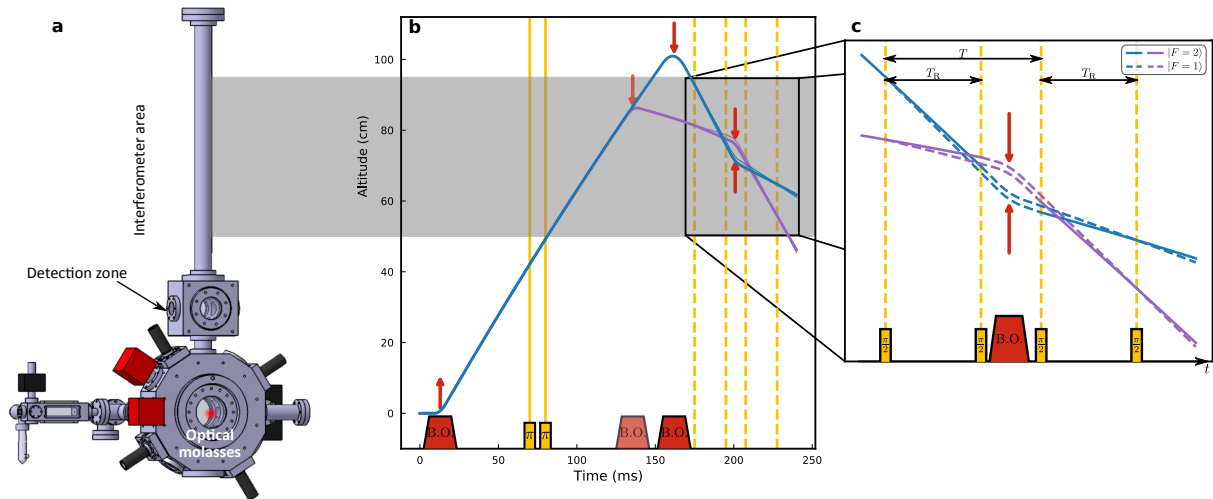 a
Interferometer area
Detection zone
Optical
molasses
b
Altitude (cm)
100
80
60
40
20
0
B.O.
π
π
B.O.
B.O.
0
50
100
150
200
250
Time (ms)
c
|F = 2⟩
|F = 1⟩
T
T_R
T_R
π/2
π/2
B.O.
π/2
π/2
t